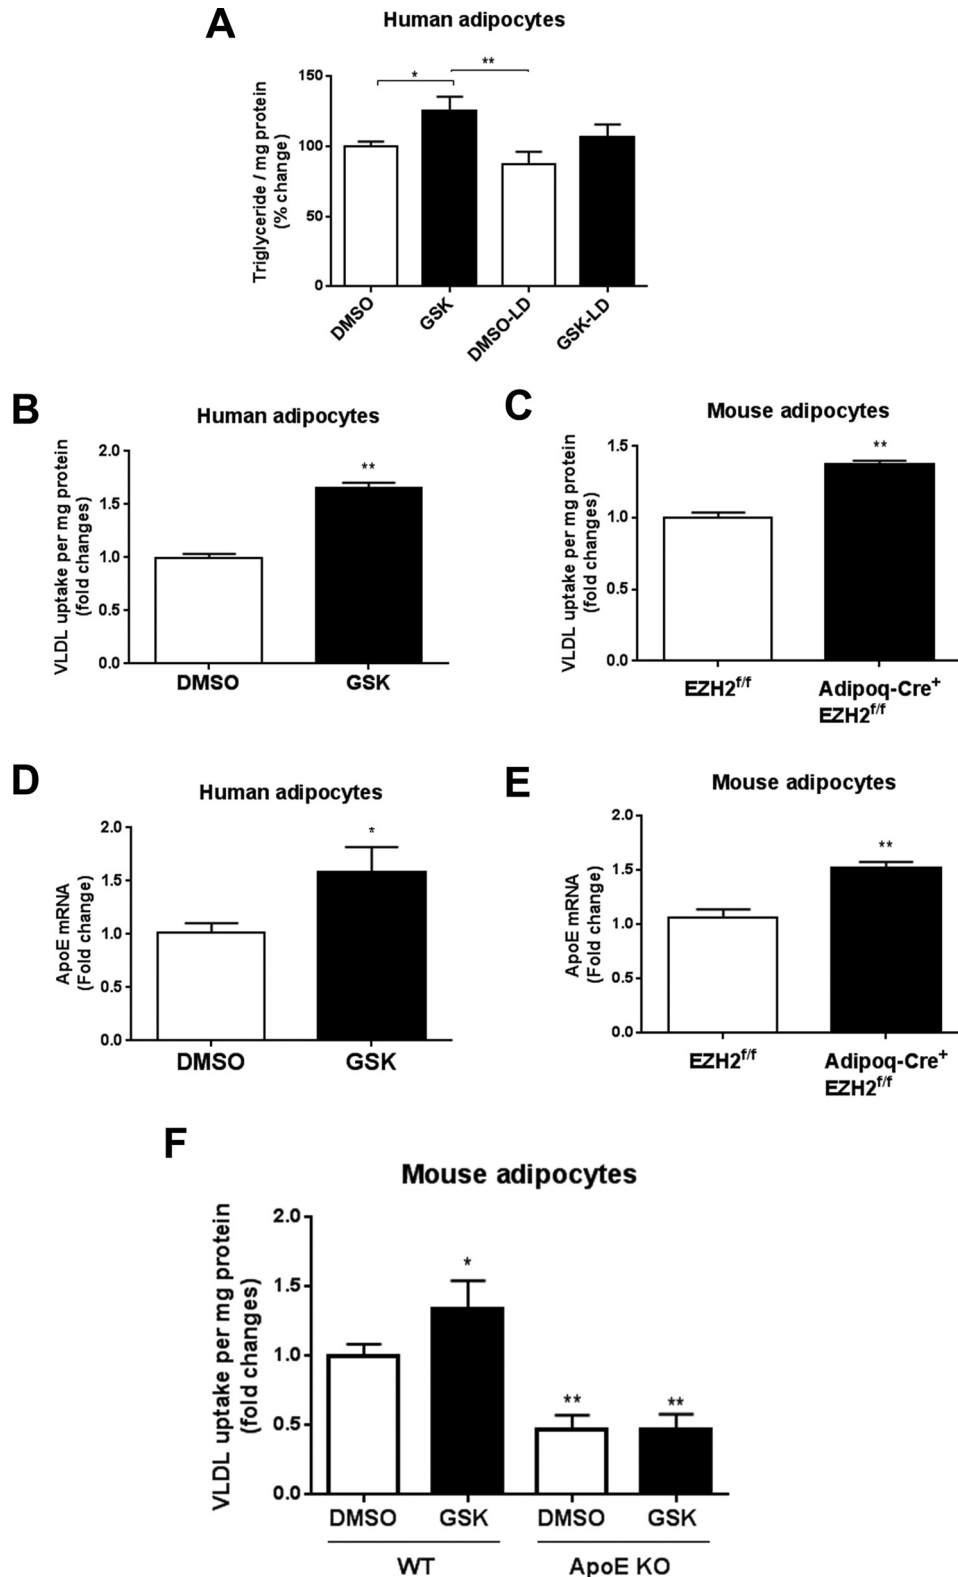 A
Human adipocytes
Triglyceride / mg protein
(% change)
150
100
50
0
*
**
DMSO
GSK
DMSO-LD
GSK-LD
B
Human adipocytes
VLDL uptake per mg protein
(fold changes)
2.0
1.5
1.0
0.5
0.0
**
DMSO
GSK
C
Mouse adipocytes
VLDL uptake per mg protein
(fold changes)
1.5
1.0
0.5
0.0
**
EZH2f/f
Adipoq-Cre+
EZH2f/f
D
Human adipocytes
ApoE mRNA
(Fold change)
2.0
1.5
1.0
0.5
0.0
*
DMSO
GSK
E
Mouse adipocytes
ApoE mRNA
(Fold change)
2.0
1.5
1.0
0.5
0.0
**
EZH2f/f
Adipoq-Cre+
EZH2f/f
F
Mouse adipocytes
VLDL uptake per mg protein
(fold changes)
2.0
1.5
1.0
0.5
0.0
*
**
**
DMSO GSK DMSO GSK
WT ApoE KO